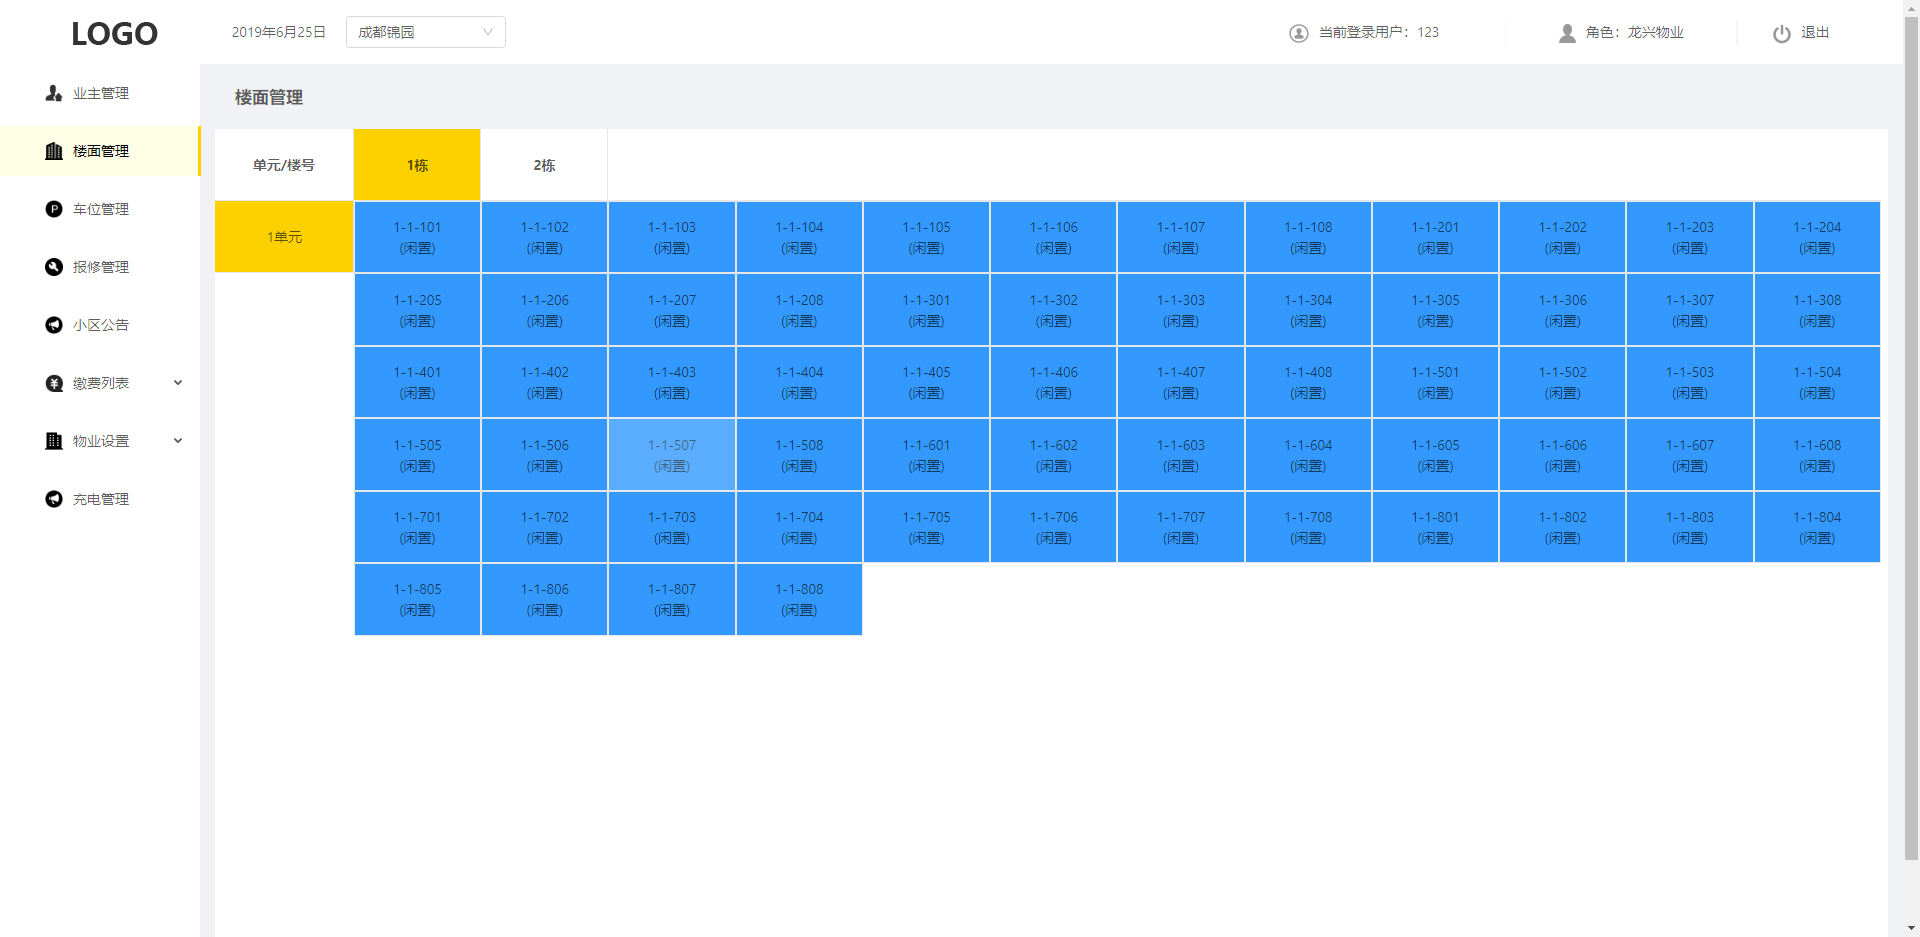 LOGO
2019年6月25日
成都锦园
当前登录用户：123
角色：龙兴物业
退出
业主管理
楼面管理
车位管理
报修管理
小区公告
缴费列表
物业设置
充电管理
楼面管理
单元/楼号 1栋 2栋
1单元
1-1-101 1-1-102 1-1-103 1-1-104 1-1-105 1-1-106 1-1-107 1-1-108 1-1-201 1-1-202 1-1-203 1-1-204
(闲置) (闲置) (闲置) (闲置) (闲置) (闲置) (闲置) (闲置) (闲置) (闲置) (闲置) (闲置)
1-1-205 1-1-206 1-1-207 1-1-208 1-1-301 1-1-302 1-1-303 1-1-304 1-1-305 1-1-306 1-1-307 1-1-308
(闲置) (闲置) (闲置) (闲置) (闲置) (闲置) (闲置) (闲置) (闲置) (闲置) (闲置) (闲置)
1-1-401 1-1-402 1-1-403 1-1-404 1-1-405 1-1-406 1-1-407 1-1-408 1-1-501 1-1-502 1-1-503 1-1-504
(闲置) (闲置) (闲置) (闲置) (闲置) (闲置) (闲置) (闲置) (闲置) (闲置) (闲置) (闲置)
1-1-505 1-1-506 1-1-507 1-1-508 1-1-601 1-1-602 1-1-603 1-1-604 1-1-605 1-1-606 1-1-607 1-1-608
(闲置) (闲置) (闲置) (闲置) (闲置) (闲置) (闲置) (闲置) (闲置) (闲置) (闲置) (闲置)
1-1-701 1-1-702 1-1-703 1-1-704 1-1-705 1-1-706 1-1-707 1-1-708 1-1-801 1-1-802 1-1-803 1-1-804
(闲置) (闲置) (闲置) (闲置) (闲置) (闲置) (闲置) (闲置) (闲置) (闲置) (闲置) (闲置)
1-1-805 1-1-806 1-1-807 1-1-808
(闲置) (闲置) (闲置) (闲置)